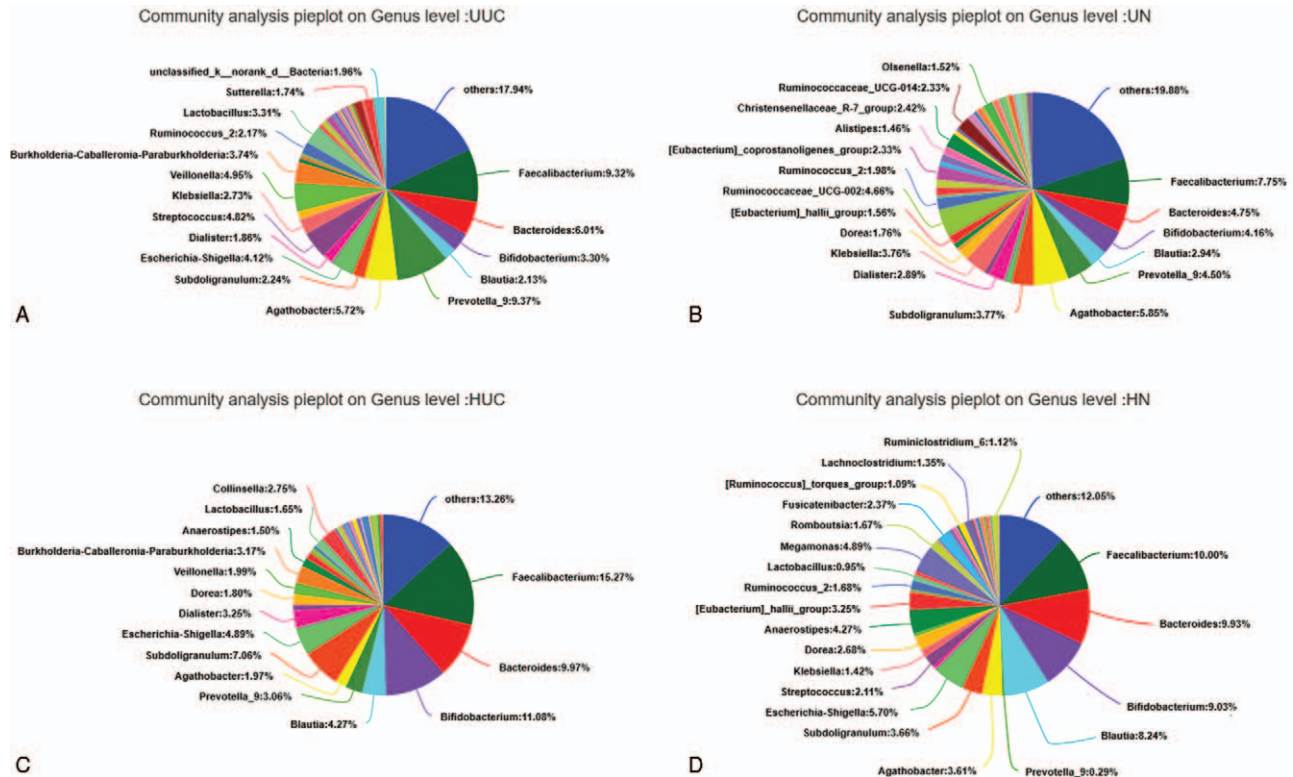 Community analysis pieplot on Genus level :UUC
unclassified_k__norank_d__Bacteria:1.96%
Sutterella:1.74%
Lactobacillus:3.31%
Ruminococcus_2:2.17%
Burkholderia-Caballeronia-Paraburkholderia:3.74%
Veillonella:4.95%
Klebsiella:2.73%
Streptococcus:4.82%
Dialister:1.86%
Escherichia-Shigella:4.12%
Subdoligranulum:2.24%
Agathobacter:5.72%
others:17.94%
Faecalibacterium:9.32%
Bacteroides:6.01%
Bifidobacterium:3.30%
Blautia:2.13%
Prevotella_9:9.37%
A
Community analysis pieplot on Genus level :UN
Olsenella:1.52%
Ruminococcaceae_UCG-014:2.33%
Christensenellaceae_R-7_group:2.42%
Alistipes:1.46%
[Eubacterium]_coprostanoligenes_group:2.33%
Ruminococcus_2:1.98%
Ruminococcaceae_UCG-002:4.66%
[Eubacterium]_hallii_group:1.56%
Dorea:1.76%
Klebsiella:3.76%
Dialister:2.89%
Subdoligranulum:3.77%
others:19.88%
Faecalibacterium:7.75%
Bacteroides:4.75%
Bifidobacterium:4.16%
Blautia:2.94%
Prevotella_9:4.50%
Agathobacter:5.85%
B
Community analysis pieplot on Genus level :HUC
Collinsella:2.75%
Lactobacillus:1.65%
Anaerostipes:1.50%
Burkholderia-Caballeronia-Paraburkholderia:3.17%
Veillonella:1.99%
Dorea:1.80%
Dialister:3.25%
Escherichia-Shigella:4.89%
Subdoligranulum:7.06%
Agathobacter:1.97%
Prevotella_9:3.06%
Blautia:4.27%
others:13.26%
Faecalibacterium:15.27%
Bacteroides:9.97%
Bifidobacterium:11.08%
C
Community analysis pieplot on Genus level :HN
Ruminiclostridium_6:1.12%
Lachnoclostridium:1.35%
[Ruminococcus]_torques_group:1.09%
Fusicatenibacter:2.37%
Romboutsia:1.67%
Megamonas:4.89%
Lactobacillus:0.95%
Ruminococcus_2:1.68%
[Eubacterium]_hallii_group:3.25%
Anaerostipes:4.27%
Dorea:2.68%
Klebsiella:1.42%
Streptococcus:2.11%
Escherichia-Shigella:5.70%
Subdoligranulum:3.66%
Agathobacter:3.61%
others:12.05%
Faecalibacterium:10.00%
Bacteroides:9.93%
Bifidobacterium:9.03%
Blautia:8.24%
Prevotella_9:0.29%
D